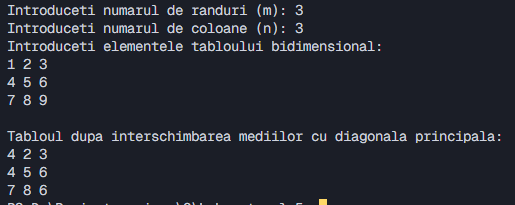 Introduceti numarul de randuri (m): 3
Introduceti numarul de coloane (n): 3
Introduceti elementele tabloului bidimensional:
1 2 3
4 5 6
7 8 9
Tabloul dupa interschimbarea mediilor cu diagonala principala:
4 2 3
4 5 6
7 8 6